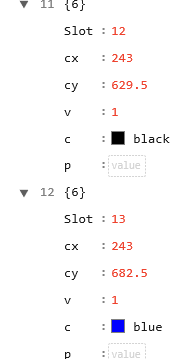 ▼ 11 {6}
Slot : 12
cx : 243
cy : 629.5
v : 1
c : black
p : value
▼ 12 {6}
Slot : 13
cx : 243
cy : 682.5
v : 1
c : blue
p : value